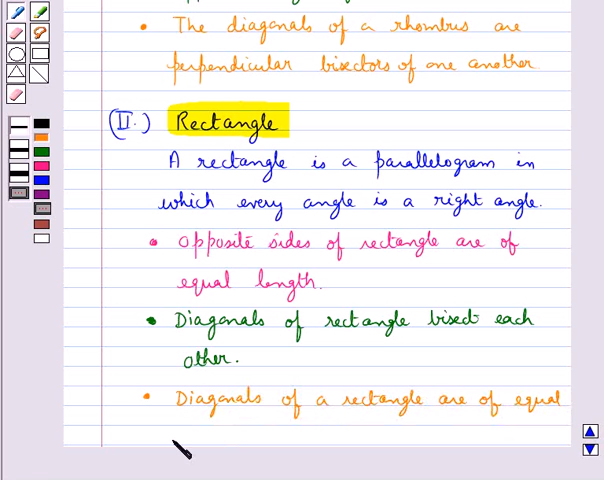 • The diagonals of a rhombus are
perpendicular bisectors of one another
(II.) Rectangle
A rectangle is a parallelogram in
which every angle is a right angle.
• Opposite sides of rectangle are of
equal length.
• Diagonals of rectangle bisect each
other.
• Diagonals of a rectangle are of equal